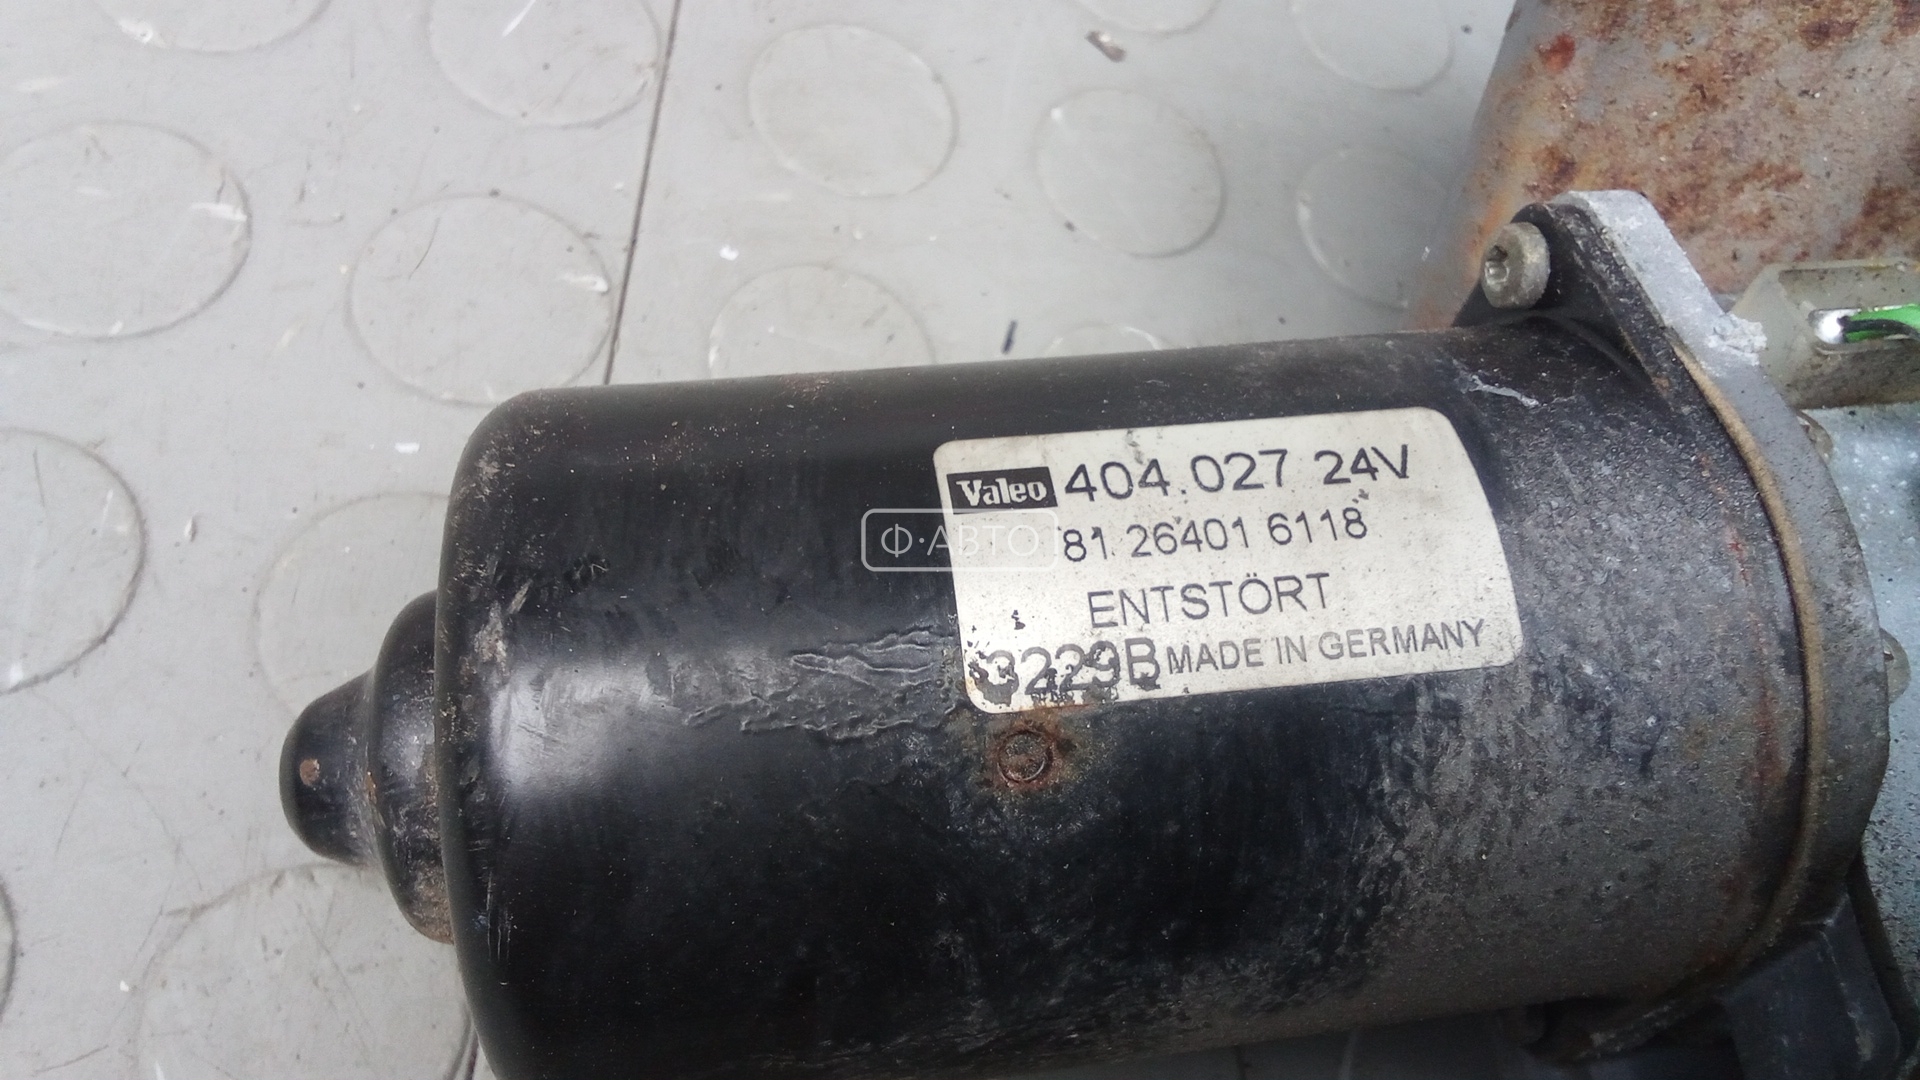 Valeo 404.027 24V
81.26401 6118
Ф·АВТО
ENTSTÖRT
3229B MADE IN GERMANY